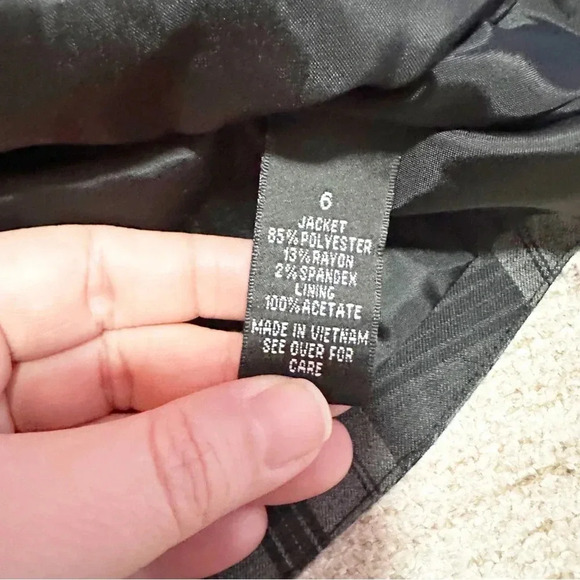 6
JACKET
85%POLYESTER
13%RAYON
2%SPANDEX
LINING
100%ACETATE
MADE IN VIETNAM
SEE OVER FOR
CARE